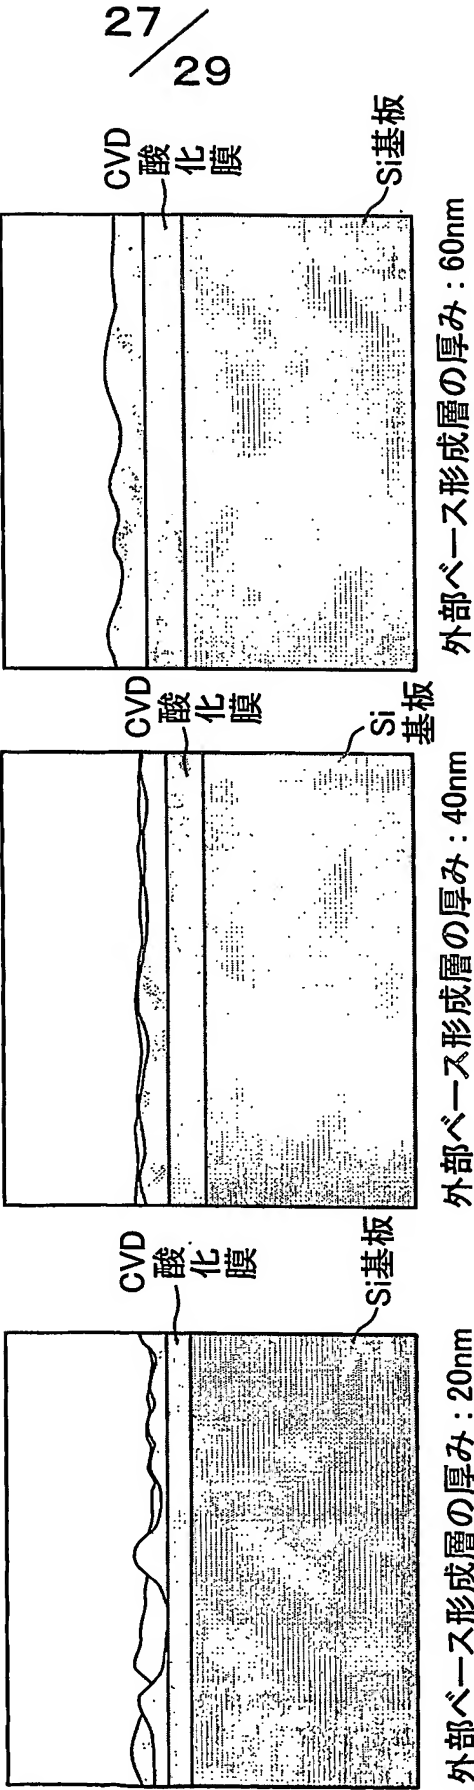 27/29
CVD
酸化膜
Si基板
外部ベース形成層の厚み：20nm
CVD
酸化膜
Si
基板
外部ベース形成層の厚み：40nm
CVD
酸化膜
Si基板
外部ベース形成層の厚み：60nm